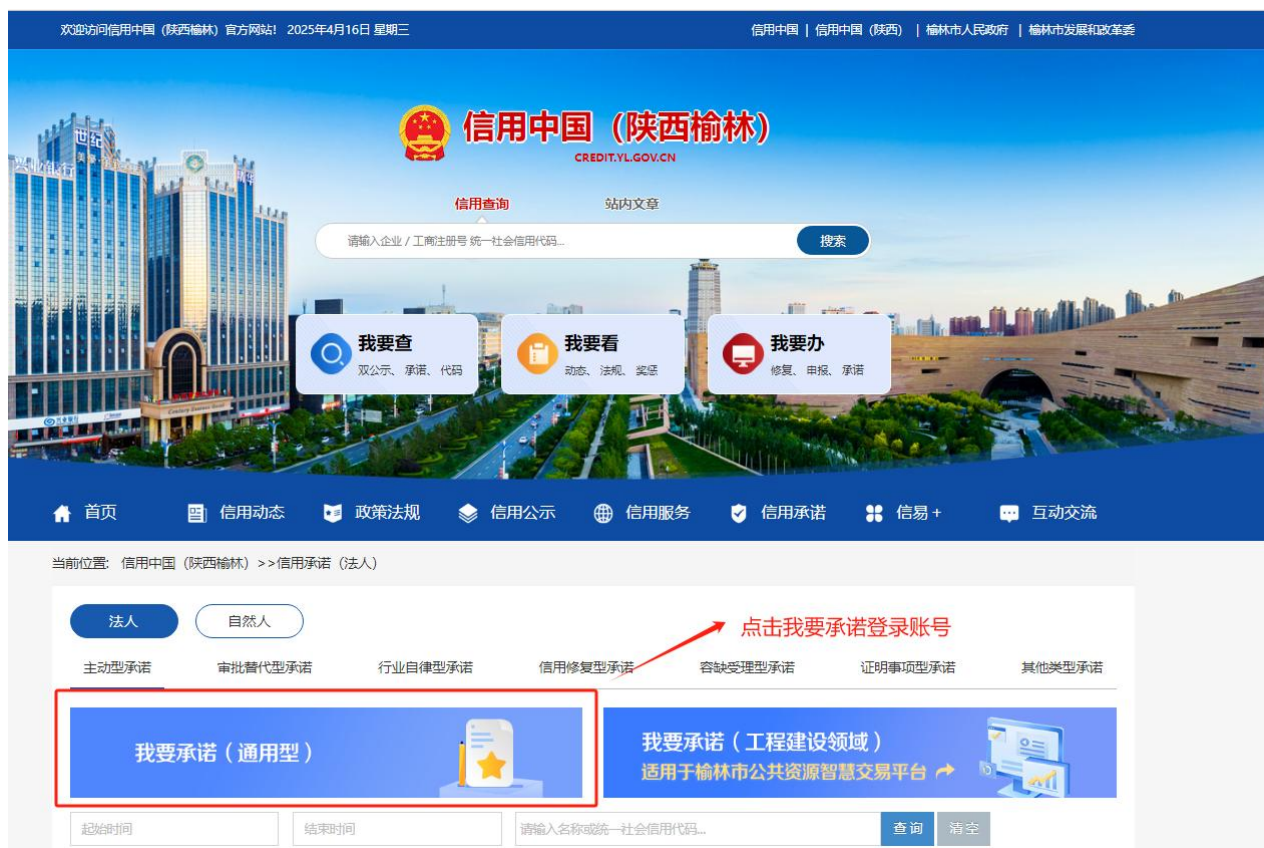 欢迎访问信用中国（陕西榆林）官方网站！ 2025年4月16日 星期三
信用中国 | 信用中国（陕西） | 榆林市人民政府 | 榆林市发展和改革委
世纪
兴业银行
信用中国（陕西榆林）
CREDIT.YL.GOV.CN
信用查询 站内文章
请输入企业 / 工商注册号 统一社会信用代码... 搜索
我要查
双公示、承诺、代码
我要看
动态、法规、奖惩
我要办
修复、申报、承诺
首页 信用动态 政策法规 信用公示 信用服务 信用承诺 信易 + 互动交流
当前位置: 信用中国（陕西榆林）>>信用承诺（法人）
法人 自然人
点击我要承诺登录账号
主动型承诺 审批替代型承诺 行业自律型承诺 信用修复型承诺 容缺受理型承诺 证明事项型承诺 其他类型承诺
我要承诺（通用型）
我要承诺（工程建设领域）
适用于榆林市公共资源智慧交易平台
起始时间 结束时间 请输入名称或统一社会信用代码... 查询 清空